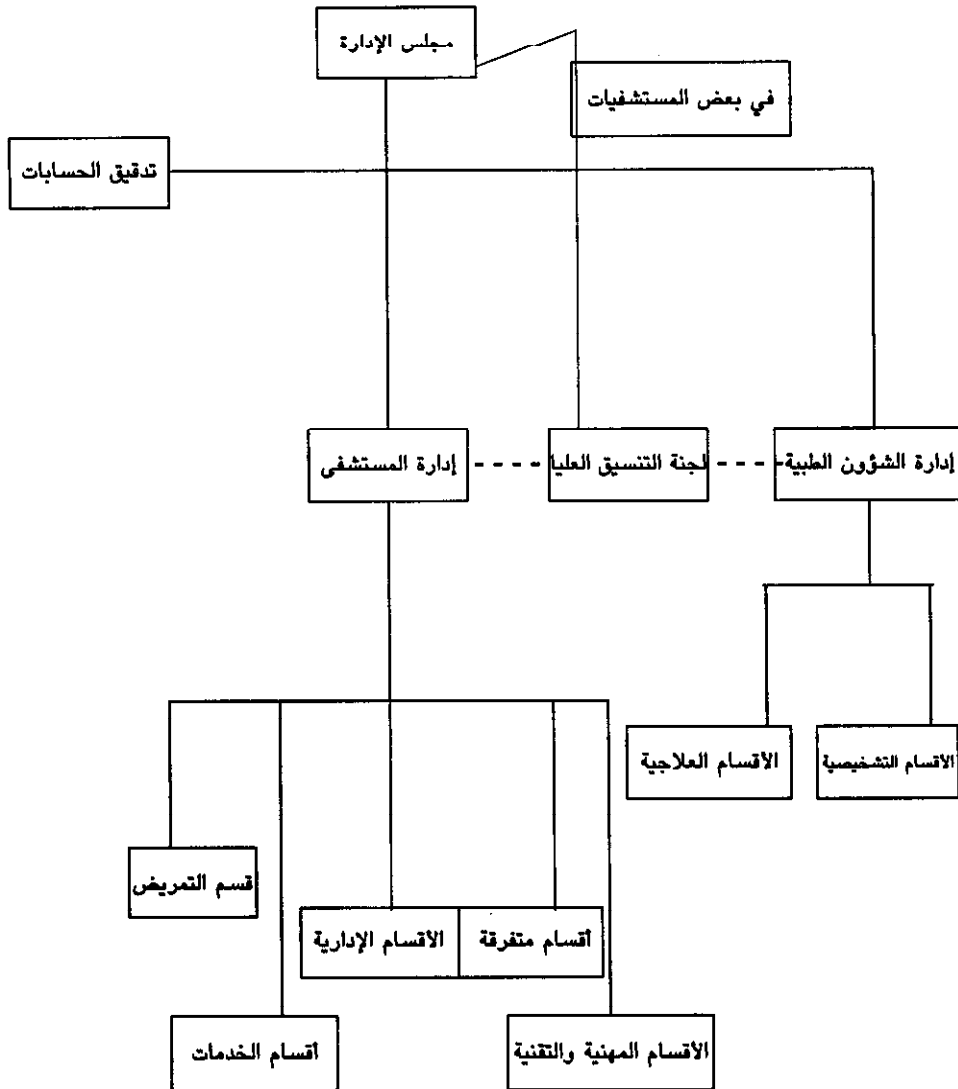 مجلس الإدارة
في بعض المستشفيات
تدقيق الحسابات
إدارة الشؤون الطبية
لجنة التنسيق العليا
إدارة المستشفى
الأقسام التشخيصية
الأقسام العلاجية
قسم التمريض
أقسام متفرقة
الأقسام الإدارية
الأقسام المهنية والتقنية
أقسام الخدمات